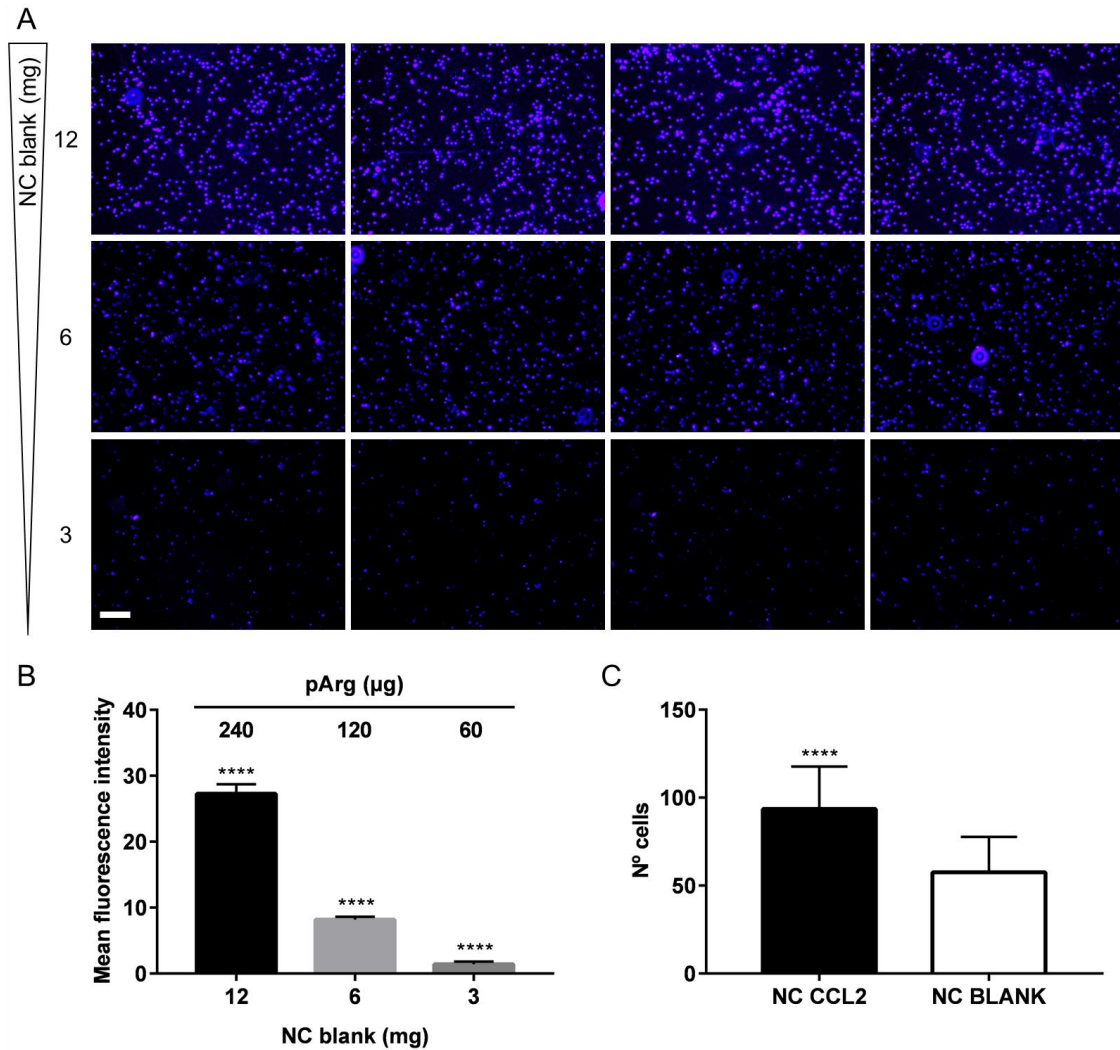 A
NC blank (mg)
12
6
3
B
pArg (µg)
240 120 60
Mean fluorescence intensity
40
30
20
10
0
****
****
****
12 6 3
NC blank (mg)
C
Nº cells
150
100
50
0
****
NC CCL2 NC BLANK